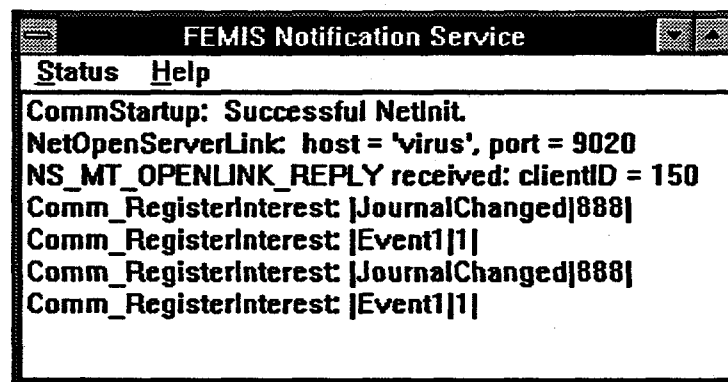 FEMIS Notification Service
Status Help
CommStartup: Successful NetInit.
NetOpenServerLink: host = 'virus', port = 9020
NS_MT_OPENLINK_REPLY received: clientID = 150
Comm_RegisterInterest: |JournalChanged|888|
Comm_RegisterInterest: |Event1|1|
Comm_RegisterInterest: |JournalChanged|888|
Comm_RegisterInterest: |Event1|1|